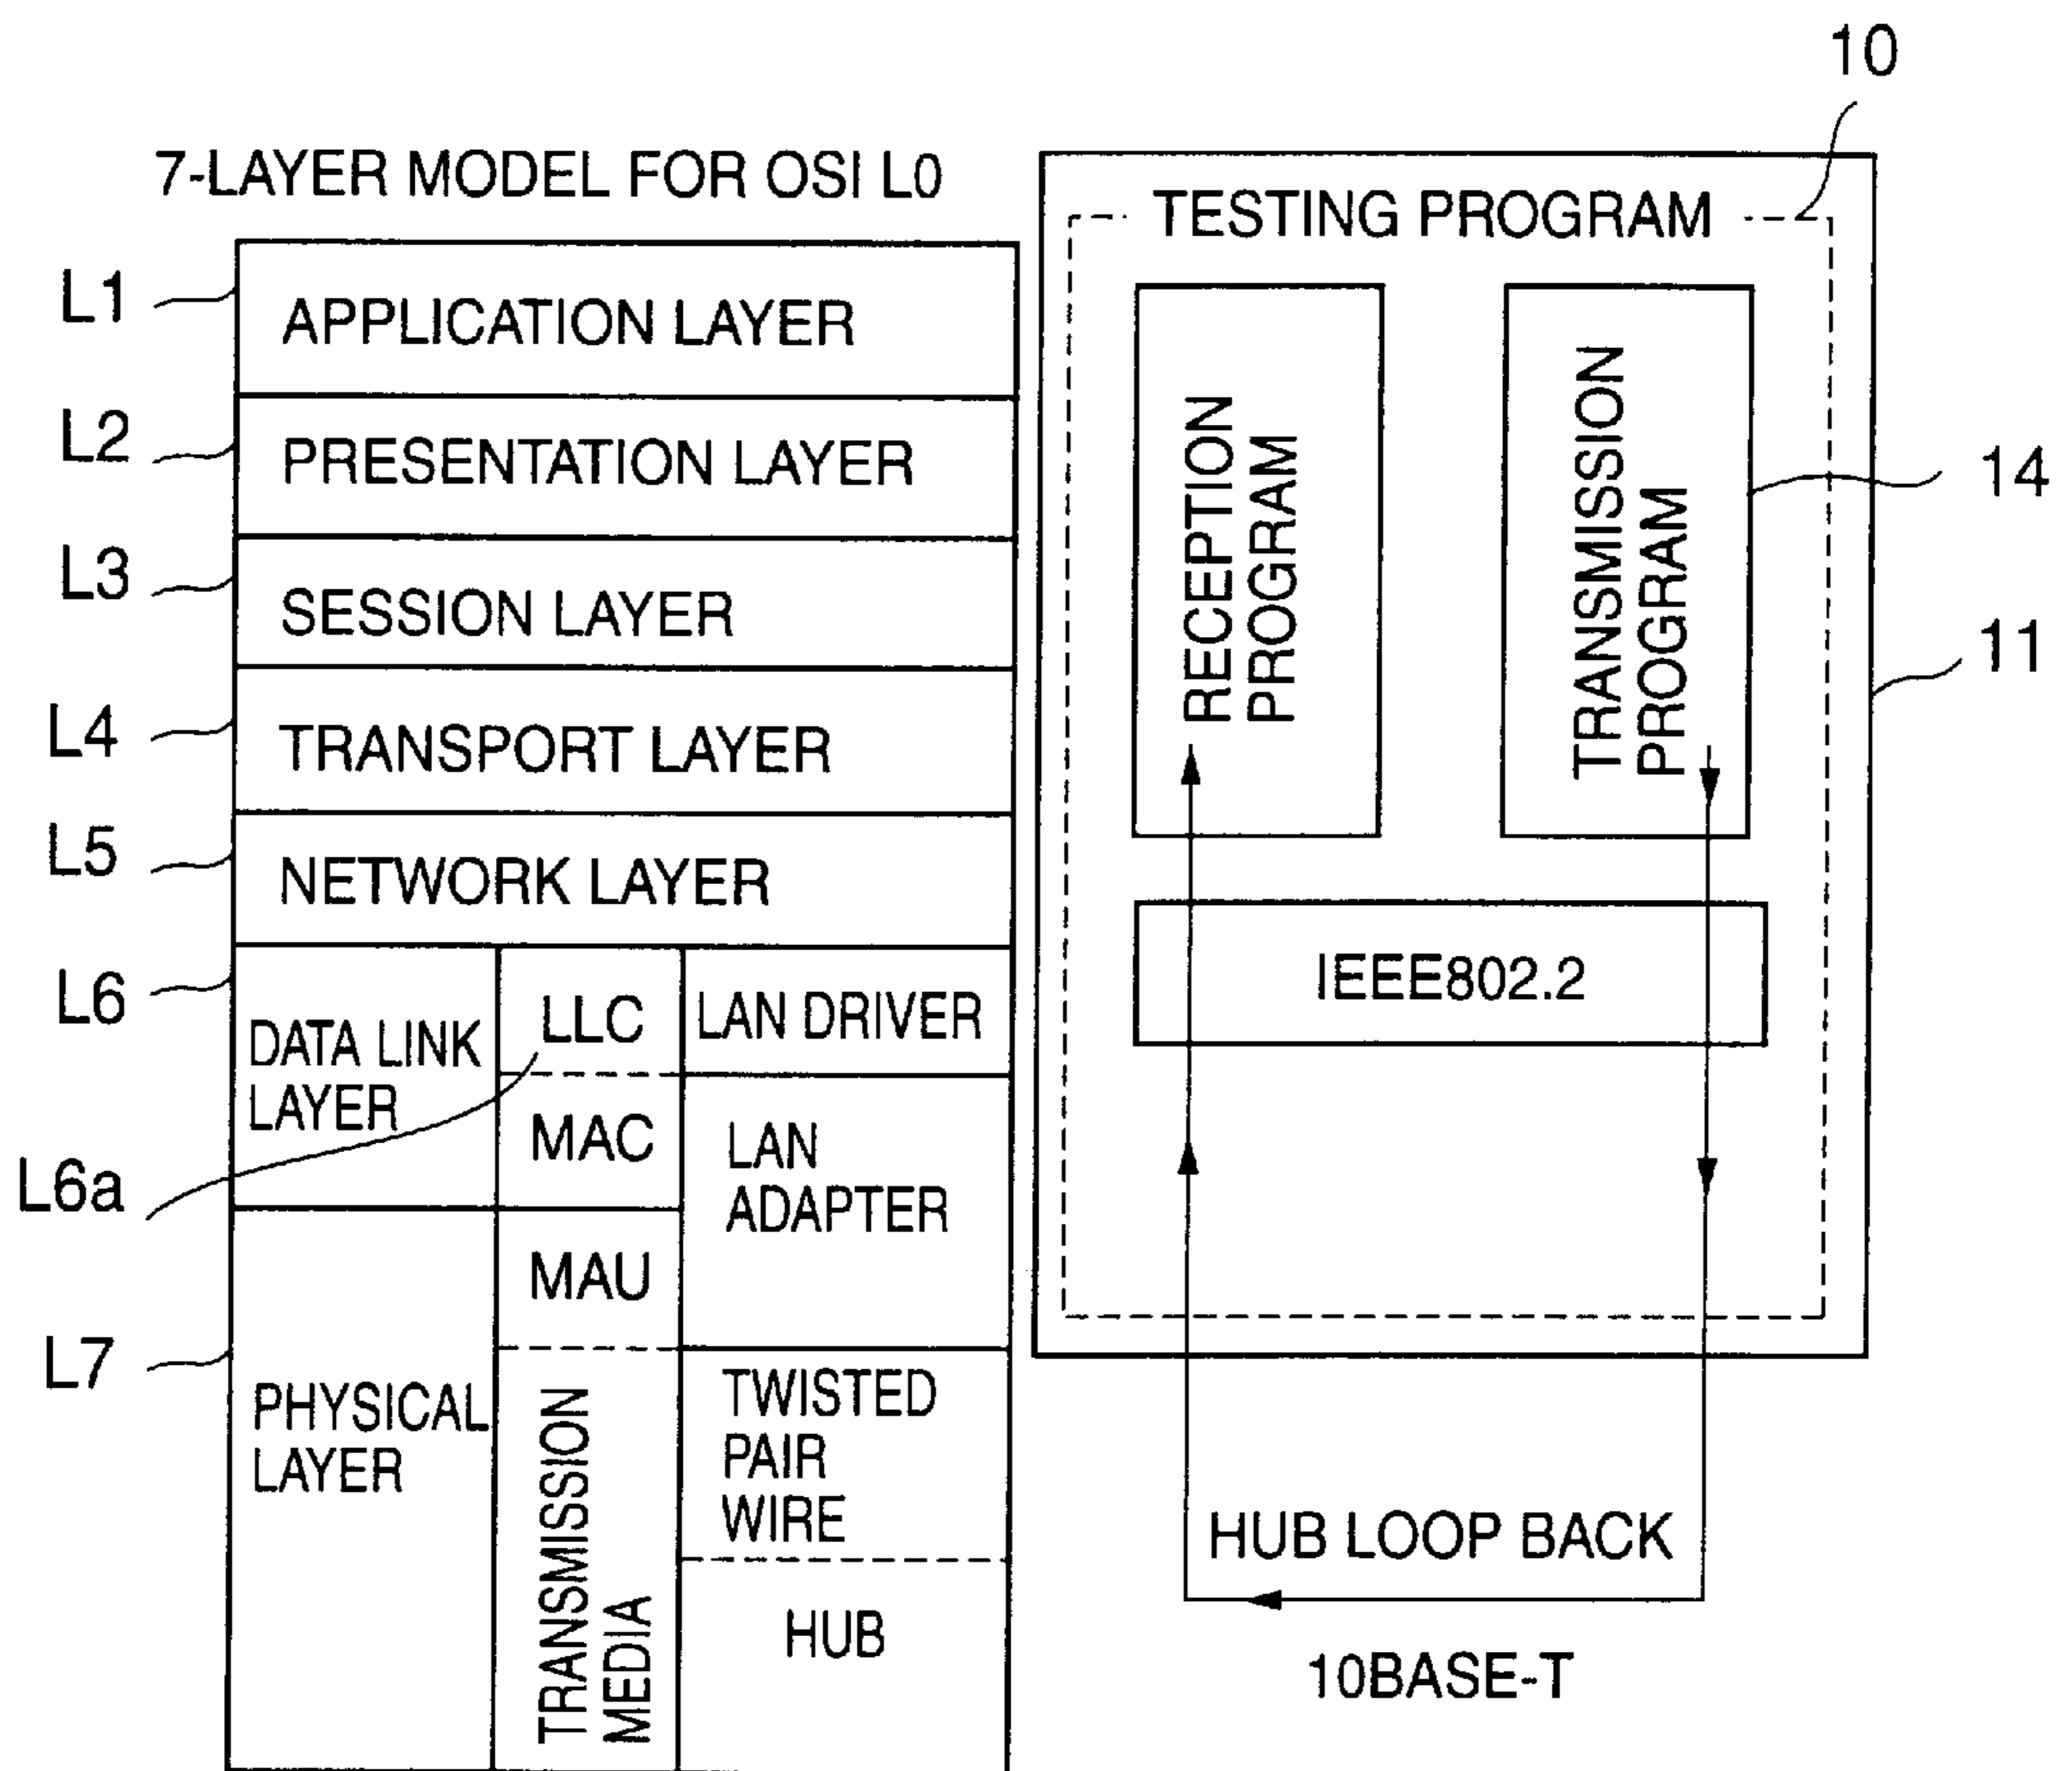 10
7-LAYER MODEL FOR OSI L0
TESTING PROGRAM
L1
APPLICATION LAYER
L2
PRESENTATION LAYER
L3
SESSION LAYER
L4
TRANSPORT LAYER
L5
NETWORK LAYER
L6
DATA LINK
LAYER
LLC
LAN DRIVER
L6a
MAC
LAN
ADAPTER
MAU
L7
PHYSICAL
LAYER
TRANSMISSION
MEDIA
TWISTED
PAIR
WIRE
HUB
RECEPTION
PROGRAM
TRANSMISSION
PROGRAM
14
11
IEEE802.2
HUB LOOP BACK
10BASE-T